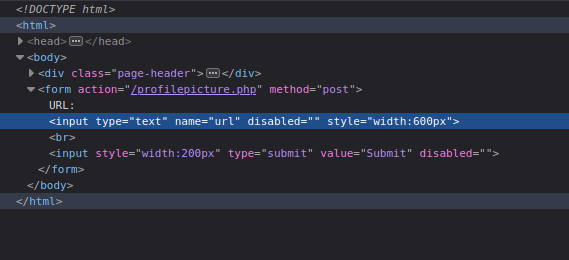 <!DOCTYPE html>
<html>
<head>...</head>
<body>
<div class="page-header">...</div>
<form action="/profilepicture.php" method="post">
URL:
<input type="text" name="url" disabled="" style="width:600px">
<br>
<input style="width:200px" type="submit" value="Submit" disabled="">
</form>
</body>
</html>